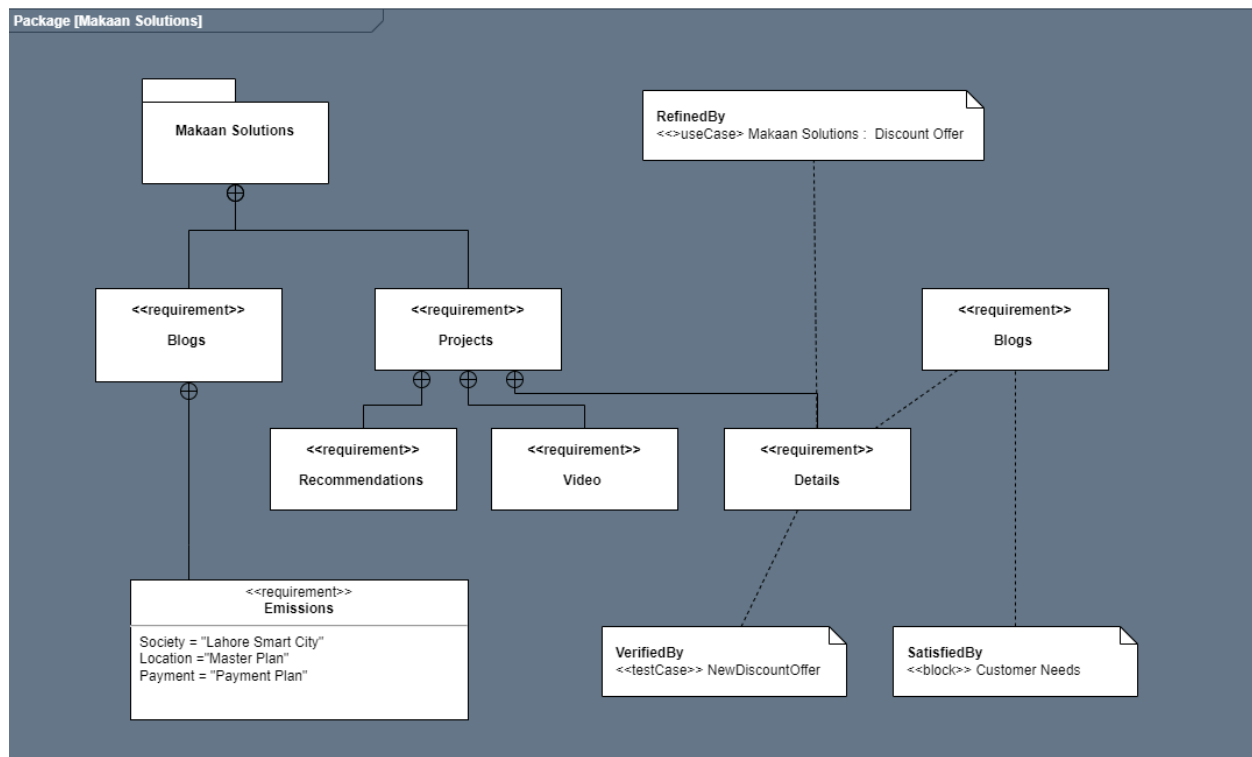 Package [Makaan Solutions]
Makaan Solutions
RefinedBy
<<>useCase> Makaan Solutions : Discount Offer
<<requirement>>
Blogs
<<requirement>>
Projects
<<requirement>>
Blogs
<<requirement>>
Recommendations
<<requirement>>
Video
<<requirement>>
Details
<<requirement>>
Emissions
Society = "Lahore Smart City"
Location ="Master Plan"
Payment = "Payment Plan"
VerifiedBy
<<testCase>> NewDiscountOffer
SatisfiedBy
<<block>> Customer Needs